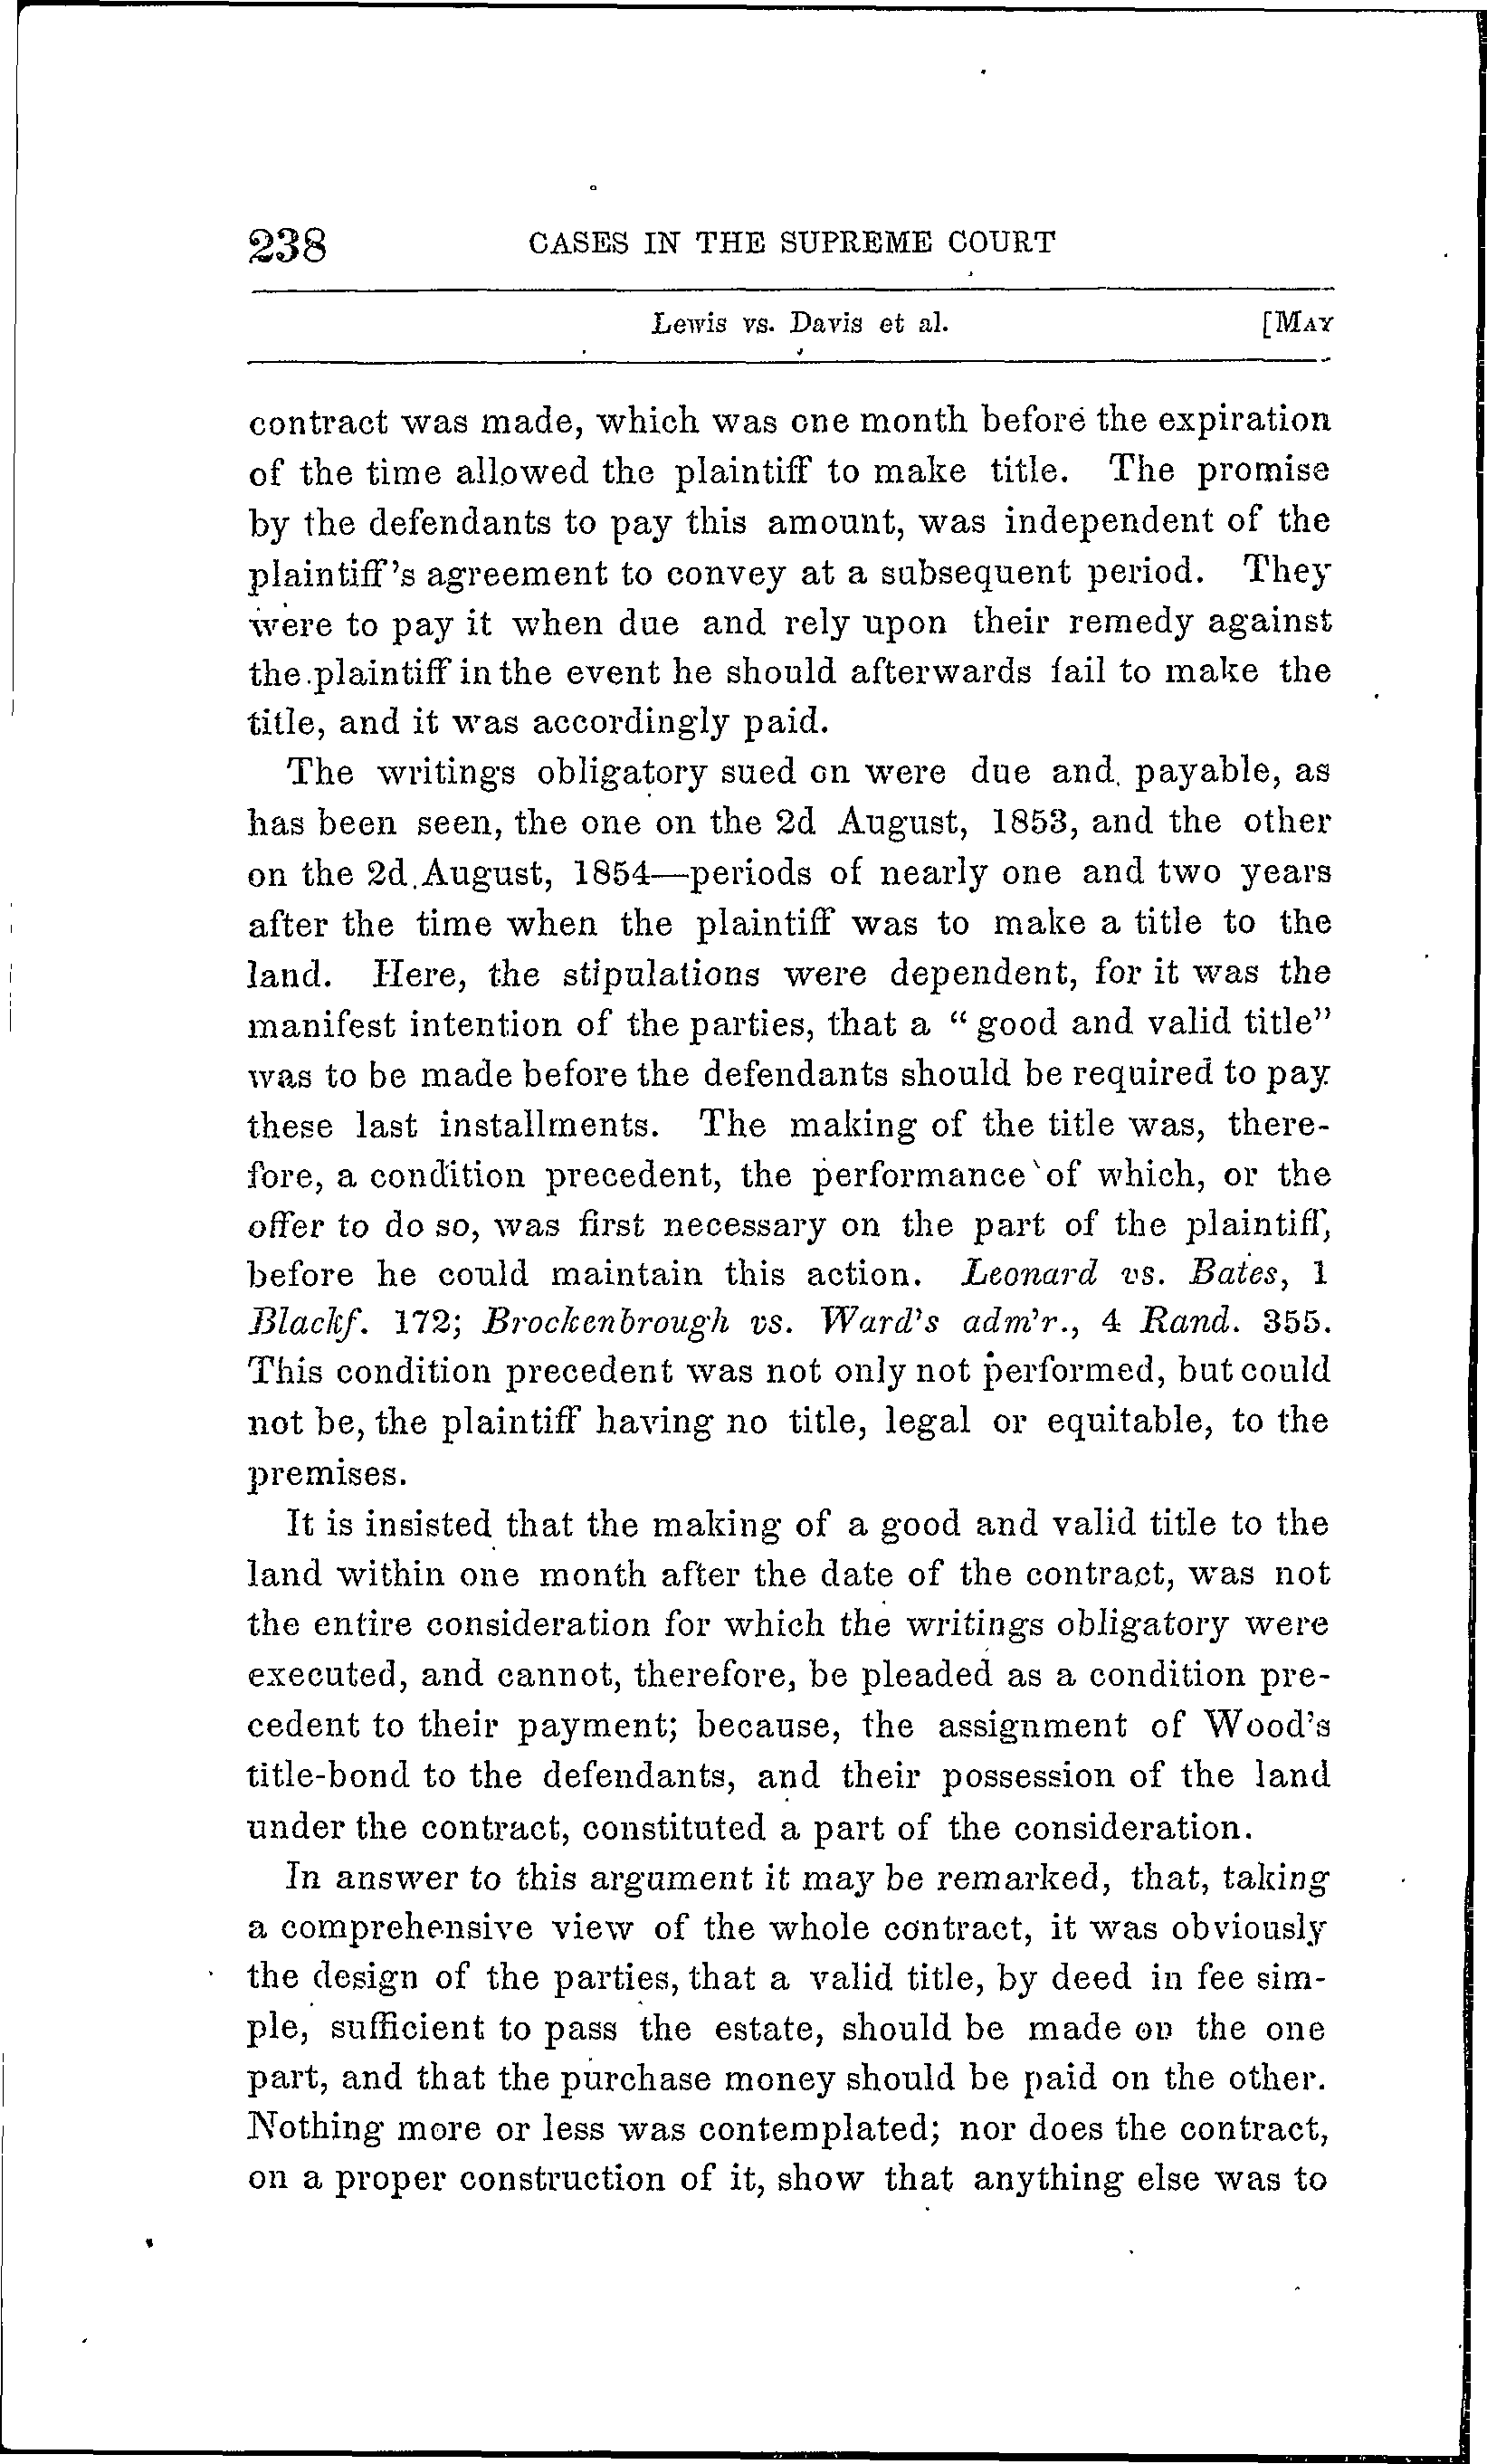 238 CASES IN THE SUPREME COURT
Lewis vs. Davis et al. [MAY
contract was made, which was one month before the expiration
of the time allowed the plaintiff to make title. The promise
by the defendants to pay this amount, was independent of the
plaintiff's agreement to convey at a subsequent period. They
were to pay it when due and rely upon their remedy against
the plaintiff in the event he should afterwards fail to make the
title, and it was accordingly paid.
The writings obligatory sued on were due and payable, as
has been seen, the one on the 2d August, 1853, and the other
on the 2d August, 1854—periods of nearly one and two years
after the time when the plaintiff was to make a title to the
land. Here, the stipulations were dependent, for it was the
manifest intention of the parties, that a "good and valid title"
was to be made before the defendants should be required to pay
these last installments. The making of the title was, there-
fore, a condition precedent, the performance of which, or the
offer to do so, was first necessary on the part of the plaintiff,
before he could maintain this action. Leonard vs. Bates, 1
Blackf. 172; Brockenbrough vs. Ward's adm'r., 4 Rand. 355.
This condition precedent was not only not performed, but could
not be, the plaintiff having no title, legal or equitable, to the
premises.
It is insisted that the making of a good and valid title to the
land within one month after the date of the contract, was not
the entire consideration for which the writings obligatory were
executed, and cannot, therefore, be pleaded as a condition pre-
cedent to their payment; because, the assignment of Wood's
title-bond to the defendants, and their possession of the land
under the contract, constituted a part of the consideration.
In answer to this argument it may be remarked, that, taking
a comprehensive view of the whole contract, it was obviously
the design of the parties, that a valid title, by deed in fee sim-
ple, sufficient to pass the estate, should be made on the one
part, and that the purchase money should be paid on the other.
Nothing more or less was contemplated; nor does the contract,
on a proper construction of it, show that anything else was to